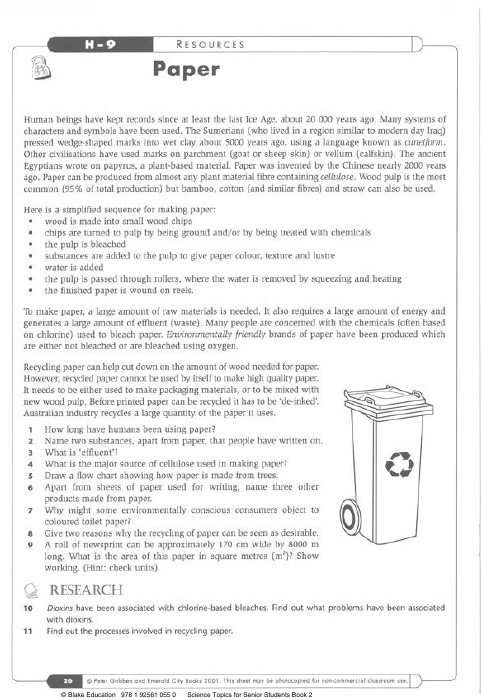 H-9 RESOURCES
Paper
Human beings have kept records since at least the last Ice Age, about 20 000 years ago. Many systems of
characters and symbols have been used. The Sumerians (who lived in a region similar to modern day Iraq)
pressed wedge-shaped marks into wet clay about 5000 years ago, using a language known as cuneiform.
Other civilisations have used marks on parchment (goat or sheep skin) or vellum (calfskin). The ancient
Egyptians wrote on papyrus, a plant-based material. Paper was invented by the Chinese nearly 2000 years
ago. Paper can be produced from almost any plant material fibre containing cellulose. Wood pulp is the most
common (95% of total production) but bamboo, cotton (and similar fibres) and straw can also be used.
Here is a simplified sequence for making paper:
• wood is made into small wood chips
• chips are turned to pulp by being ground and/or by being treated with chemicals
• the pulp is bleached
• substances are added to the pulp to give paper colour, texture and lustre
• water is added
• the pulp is passed through rollers, where the water is removed by squeezing and heating
• the finished paper is wound on reels.
To make paper, a large amount of raw materials is needed. It also requires a large amount of energy and
generates a large amount of effluent (waste). Many people are concerned with the chemicals (often based
on chlorine) used to bleach paper. Environmentally friendly brands of paper have been produced which
are either not bleached or are bleached using oxygen.
Recycling paper can help cut down on the amount of wood needed for paper.
However, recycled paper cannot be used by itself to make high quality paper.
It needs to be either used to make packaging materials, or to be mixed with
new wood pulp. Before printed paper can be recycled it has to be 'de-inked'.
Australian industry recycles a large quantity of the paper it uses.
1 How long have humans been using paper?
2 Name two substances, apart from paper, that people have written on.
3 What is 'effluent'?
4 What is the major source of cellulose used in making paper?
5 Draw a flow chart showing how paper is made from trees.
6 Apart from sheets of paper used for writing, name three other
products made from paper.
7 Why might some environmentally conscious consumers object to
coloured toilet paper?
8 Give two reasons why the recycling of paper can be seen as desirable.
9 A roll of newsprint can be approximately 170 cm wide by 8000 m
long. What is the area of this paper in square metres (m²)? Show
working. (Hint: check units)
RESEARCH
10 Dioxins have been associated with chlorine-based bleaches. Find out what problems have been associated
with dioxins.
11 Find out the processes involved in recycling paper.
20 © Peter Gribben and Emerald City Books 2001. This sheet may be photocopied for non-commercial classroom use.
© Blake Education 978 1 92561 055 0 Science Topics for Senior Students Book 2